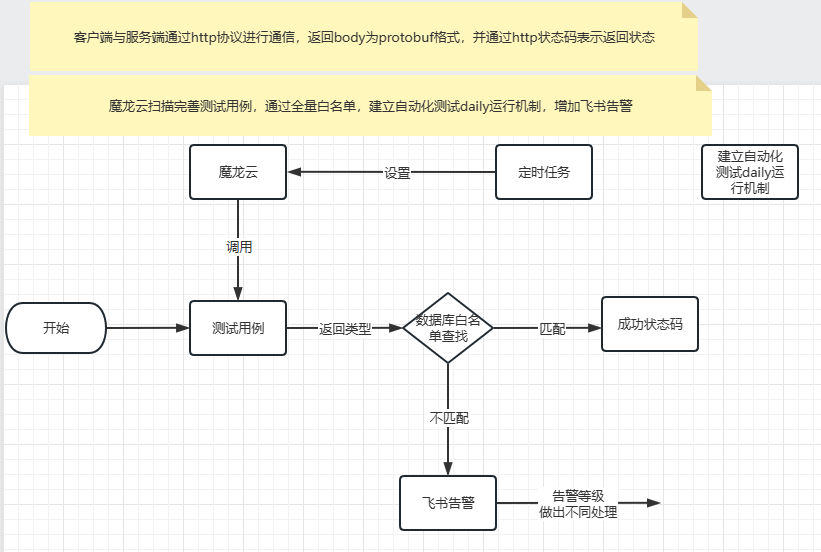 客户端与服务端通过http协议进行通信，返回body为protobuf格式，并通过http状态码表示返回状态
魔龙云扫描完善测试用例，通过全量白名单，建立自动化测试daily运行机制，增加飞书告警
魔龙云
设置
定时任务
建立自动化
测试daily运
行机制
调用
开始
测试用例
返回类型
数据库白名
单查找
匹配
成功状态码
不匹配
飞书告警
告警等级
做出不同处理